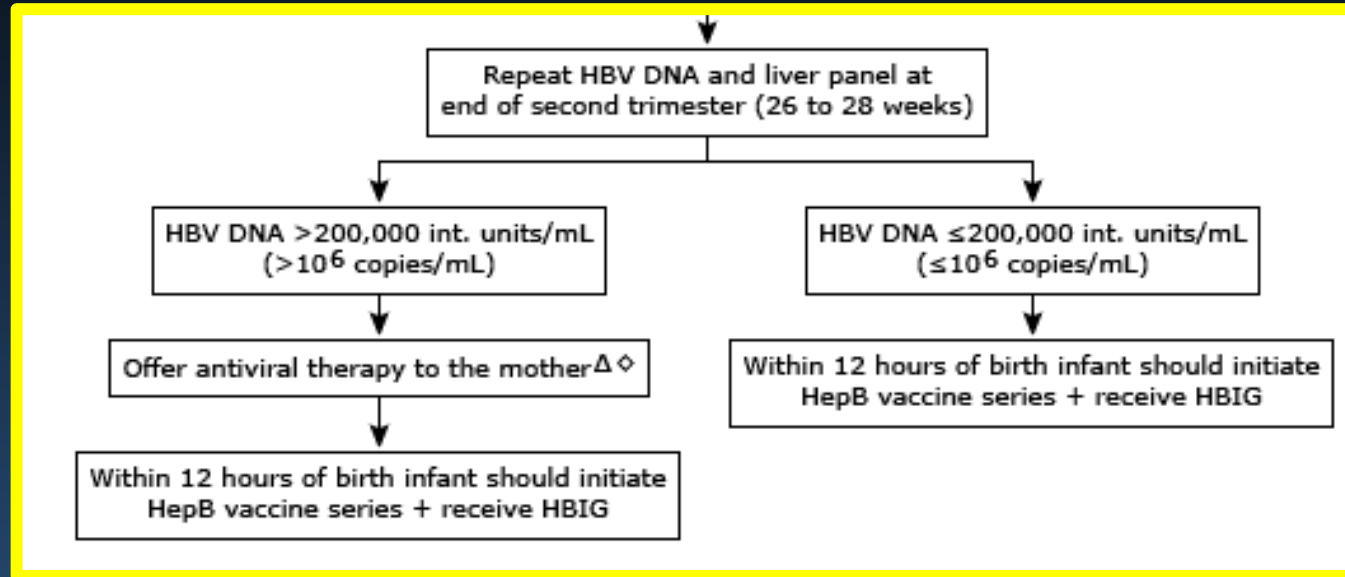 Repeat HBV DNA and liver panel at
end of second trimester (26 to 28 weeks)
HBV DNA >200,000 int. units/mL
(>10⁶ copies/mL)
Offer antiviral therapy to the mother Δ ◇
Within 12 hours of birth infant should initiate
HepB vaccine series + receive HBIG
HBV DNA ≤200,000 int. units/mL
(≤10⁶ copies/mL)
Within 12 hours of birth infant should initiate
HepB vaccine series + receive HBIG